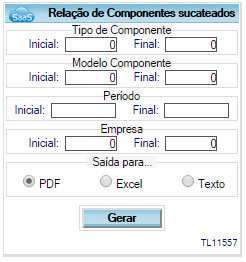 SaaS
Relação de Componentes sucateados
Tipo de Componente
Inicial: 0 Final: 0
Modelo Componente
Inicial: 0 Final: 0
Período
Inicial: Final:
Empresa
Inicial: 0 Final: 0
Saída para...
PDF Excel Texto
Gerar
TL11557